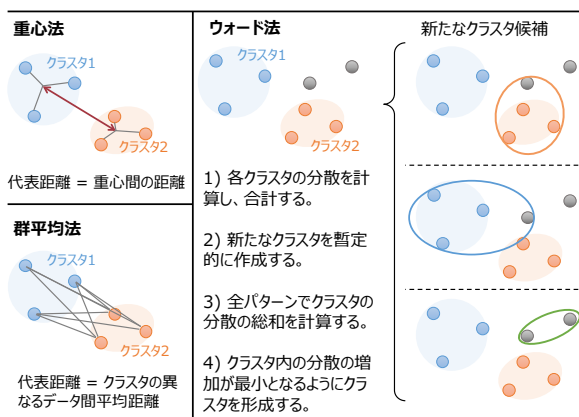 重心法
クラスタ1
クラスタ2
代表距離 = 重心間の距離
群平均法
クラスタ1
クラスタ2
代表距離 = クラスタの異
なるデータ間平均距離
ウォード法
クラスタ1
クラスタ2
1) 各クラスタの分散を計
算し、合計する。
2) 新たなクラスタを暫定
的に作成する。
3) 全パターンでクラスタの
分散の総和を計算する。
4) クラスタ内の分散の増
加が最小となるようにクラ
スタを形成する。
新たなクラスタ候補